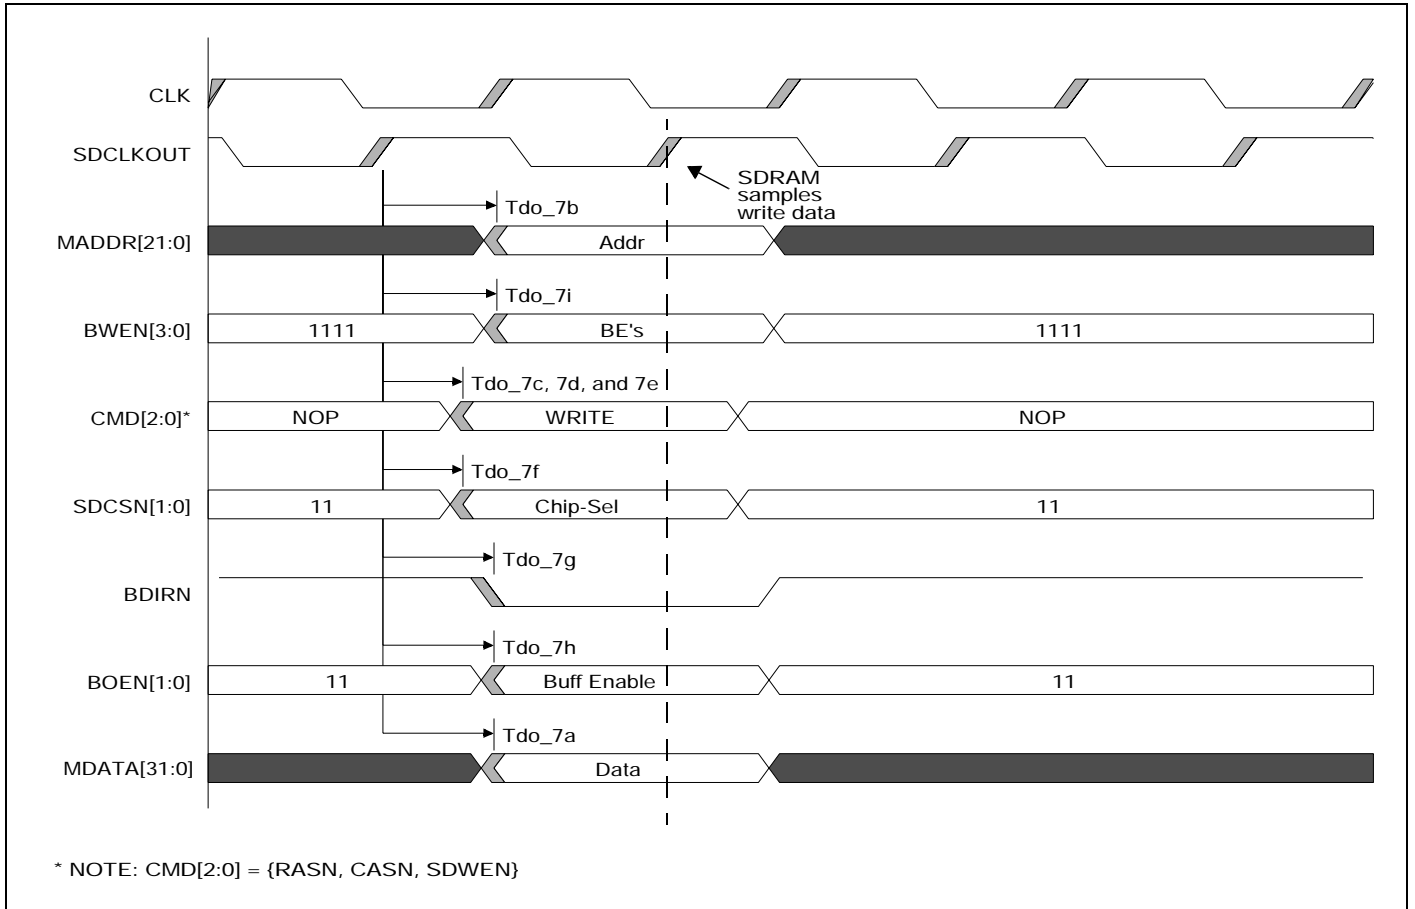 CLK
SDCLKOUT
SDRAM
samples
write data
Tdo_7b
MADDR[21:0]
Addr
Tdo_7i
BWEN[3:0]
1111
BE's
1111
Tdo_7c, 7d, and 7e
CMD[2:0]*
NOP
WRITE
NOP
Tdo_7f
SDCSN[1:0]
11
Chip-Sel
11
Tdo_7g
BDIRN
Tdo_7h
BOEN[1:0]
11
Buff Enable
11
Tdo_7a
MDATA[31:0]
Data
* NOTE: CMD[2:0] = {RASN, CASN, SDWEN}